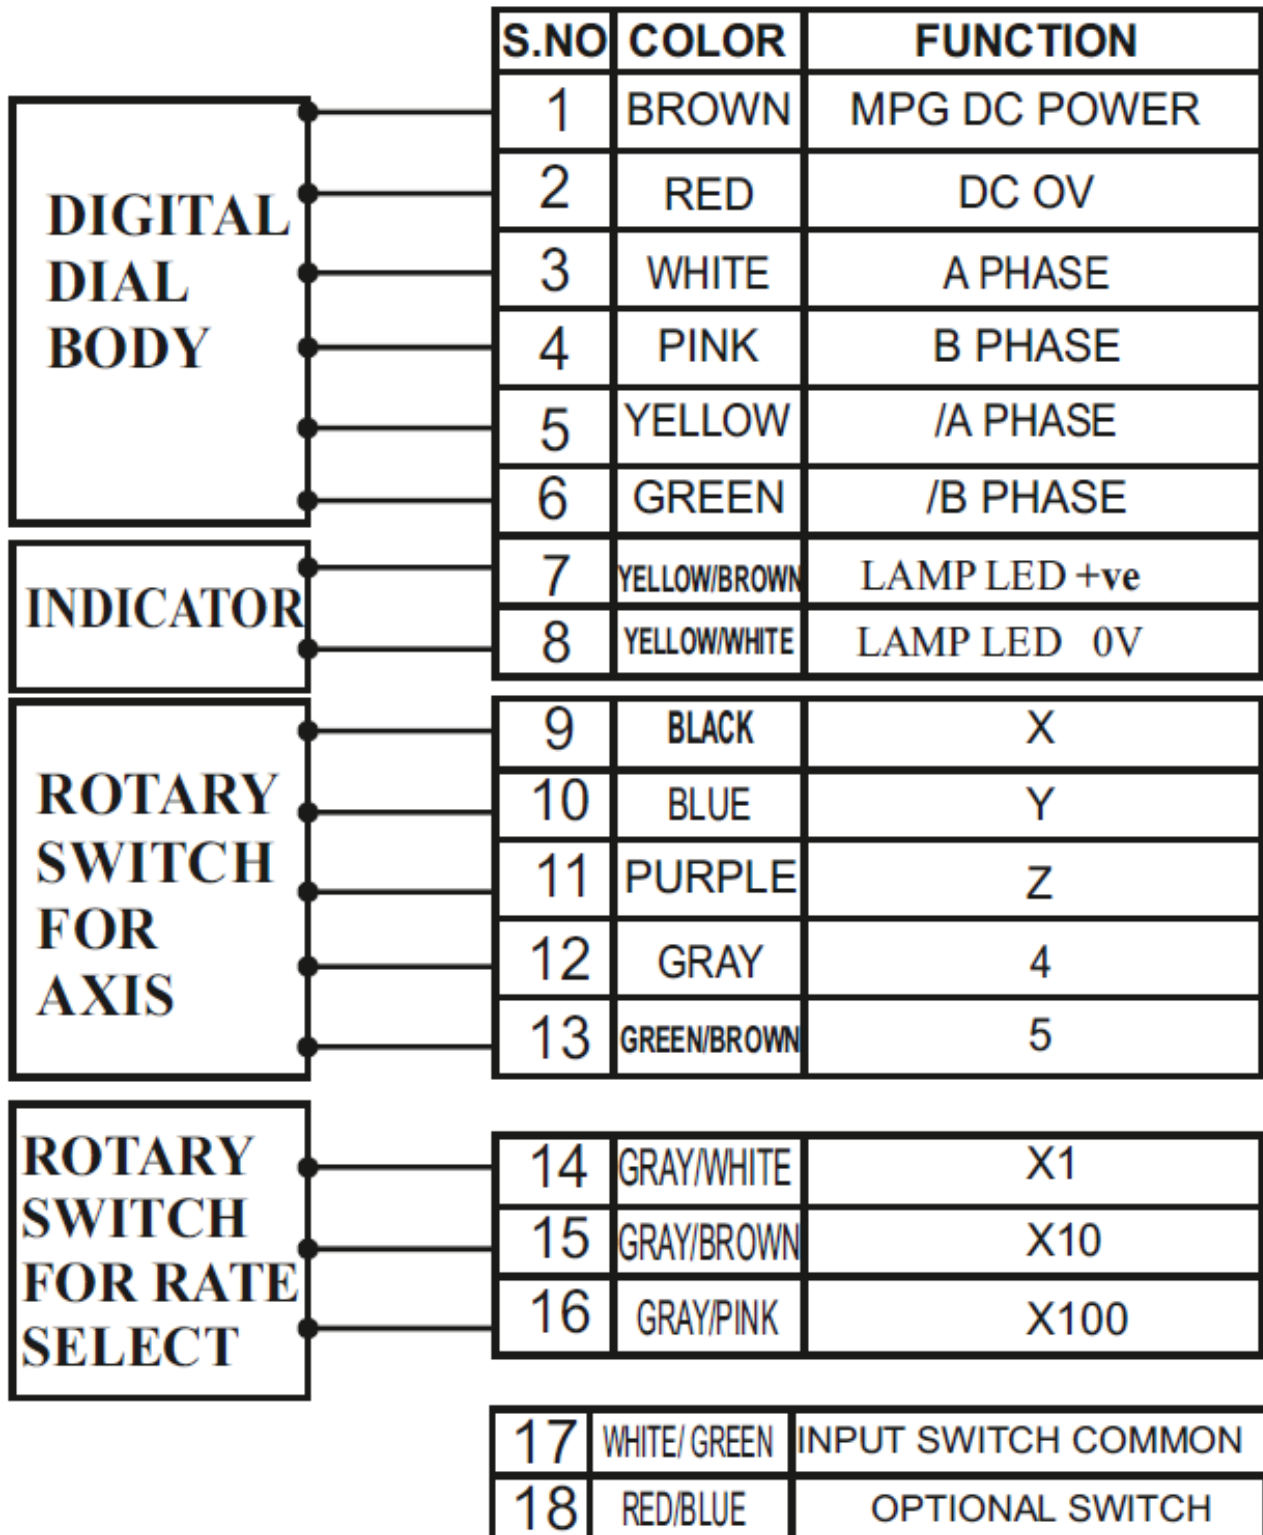 S.NO COLOR FUNCTION
1 BROWN MPG DC POWER
2 RED DC OV
3 WHITE A PHASE
4 PINK B PHASE
5 YELLOW /A PHASE
6 GREEN /B PHASE
DIGITAL
DIAL
BODY
7 YELLOW/BROWN LAMP LED +ve
8 YELLOW/WHITE LAMP LED 0V
INDICATOR
9 BLACK X
10 BLUE Y
11 PURPLE Z
12 GRAY 4
13 GREEN/BROWN 5
ROTARY
SWITCH
FOR
AXIS
14 GRAY/WHITE X1
15 GRAY/BROWN X10
16 GRAY/PINK X100
ROTARY
SWITCH
FOR RATE
SELECT
17 WHITE/ GREEN INPUT SWITCH COMMON
18 RED/BLUE OPTIONAL SWITCH